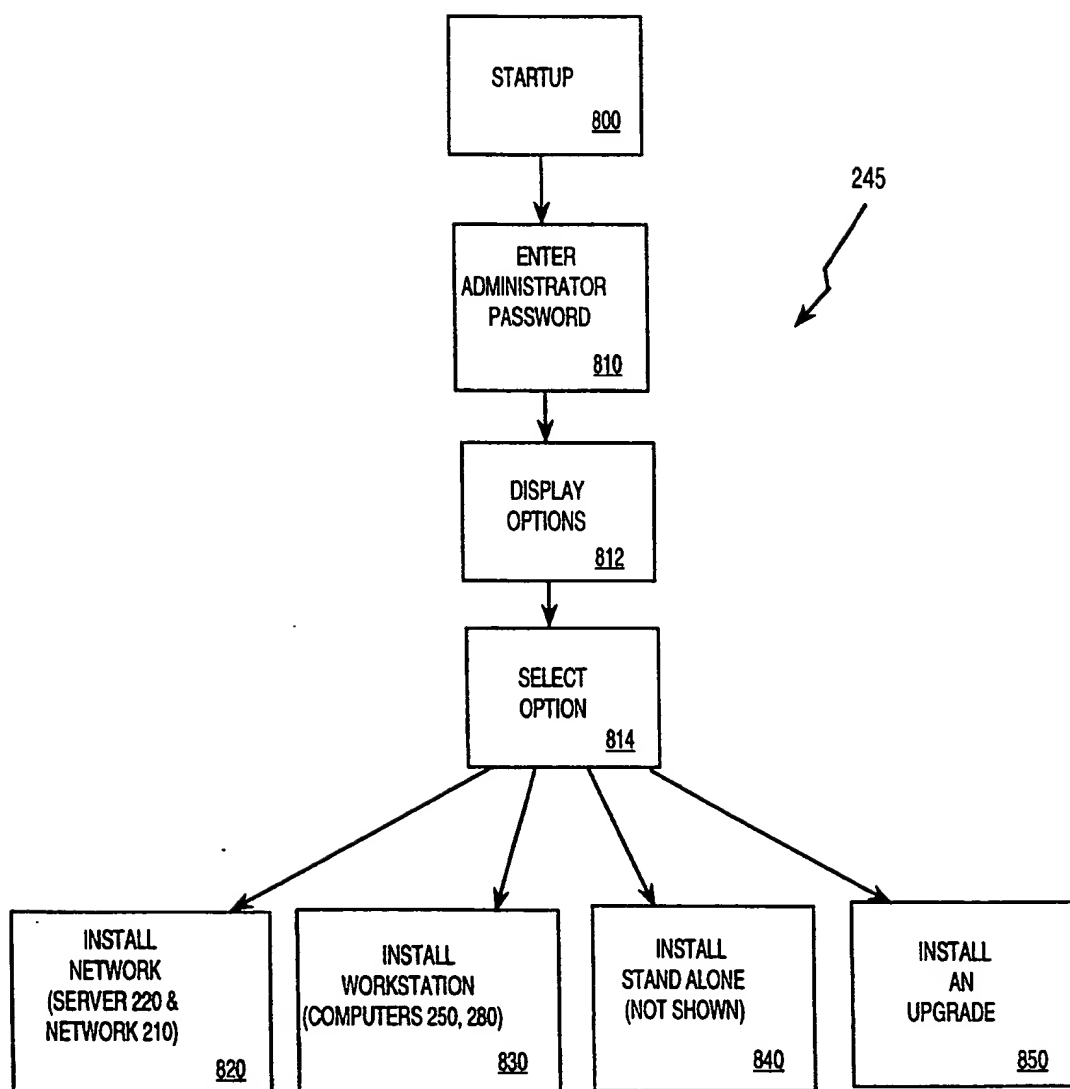 STARTUP
800
245
ENTER
ADMINISTRATOR
PASSWORD
810
DISPLAY
OPTIONS
812
SELECT
OPTION
814
INSTALL
NETWORK
(SERVER 220 &
NETWORK 210)
820
INSTALL
WORKSTATION
(COMPUTERS 250, 280)
830
INSTALL
STAND ALONE
(NOT SHOWN)
840
INSTALL
AN
UPGRADE
850